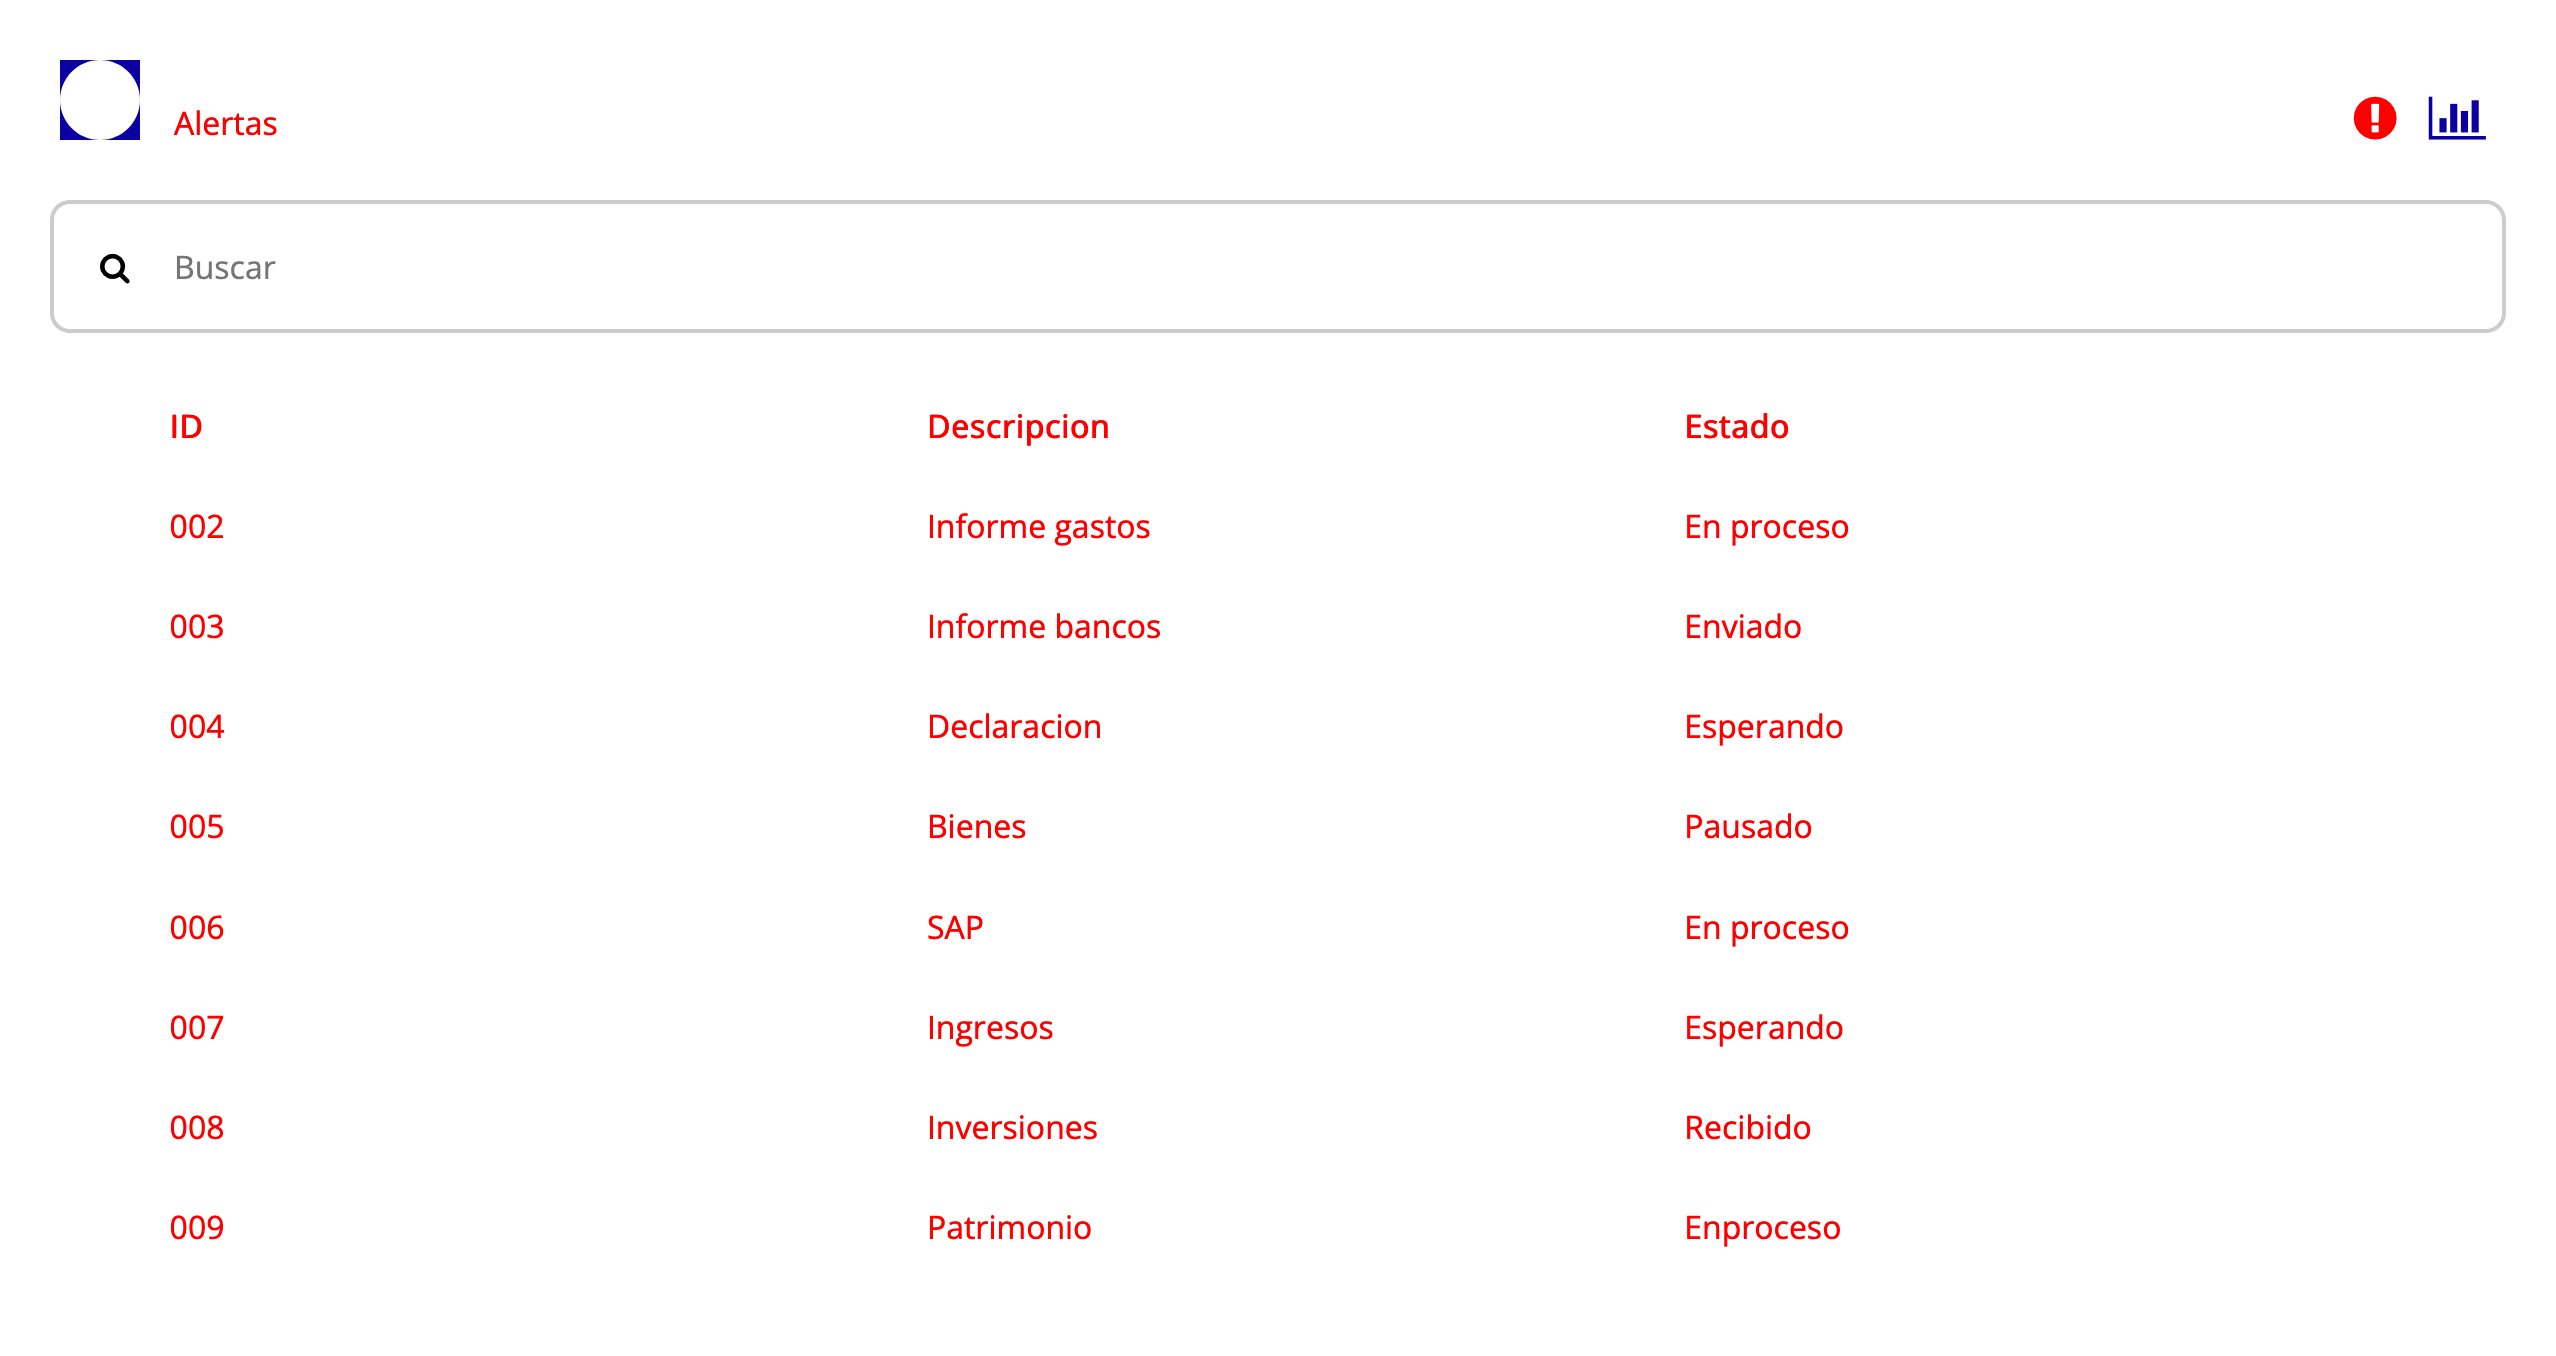 Alertas
Buscar
ID Descripcion Estado
002 Informe gastos En proceso
003 Informe bancos Enviado
004 Declaracion Esperando
005 Bienes Pausado
006 SAP En proceso
007 Ingresos Esperando
008 Inversiones Recibido
009 Patrimonio Enproceso